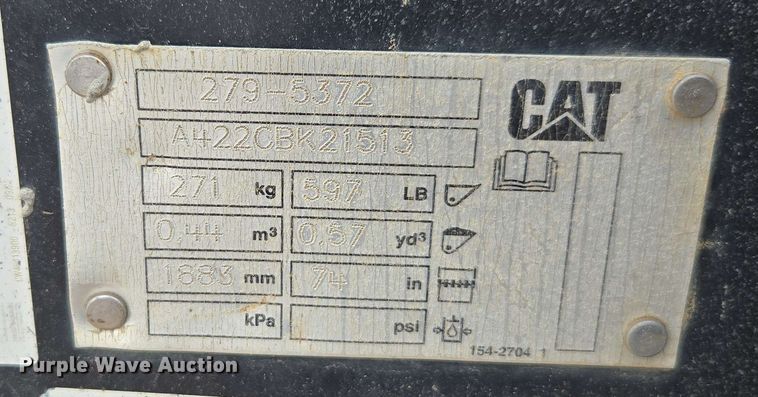 279-5372
CAT
A422CBK21513
271 kg 597 LB
0.44 m³ 0.57 yd³
1883 mm 74 in
kPa psi
154-2704 1
Purple Wave Auction